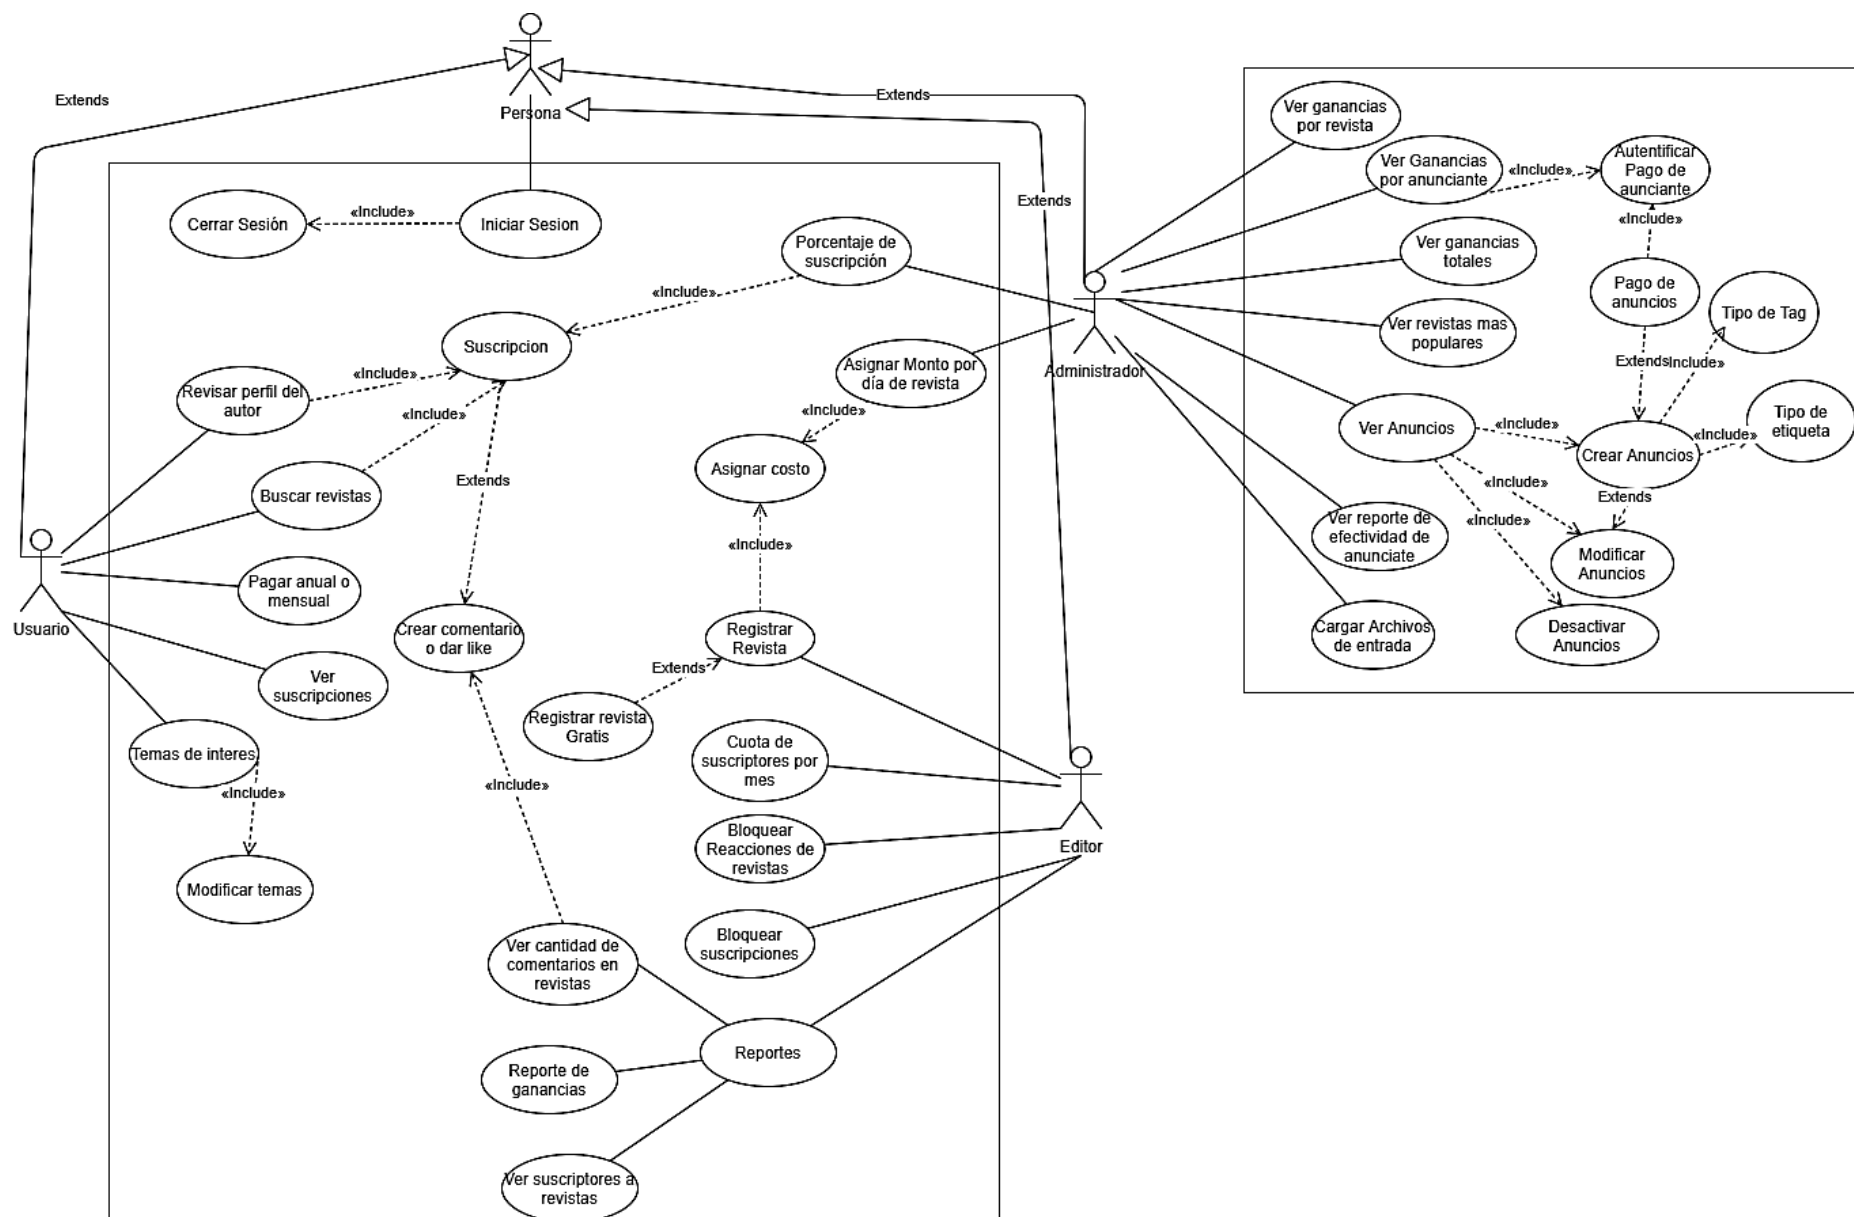 Extends
Persona
Extends
Extends
Ver ganancias
por revista
Ver Ganancias
por anunciante
«Include»
Autentificar
Pago de
aunciante
«Include»
Cerrar Sesión
«Include»
Iniciar Sesion
Porcentaje de
suscripción
«Include»
Ver ganancias
totales
Pago de
anuncios
Tipo de Tag
Suscripcion
Ver revistas mas
populares
Asignar Monto por
día de revista
Administrador
Extends
Include»
Revisar perfil del
autor
«Include»
«Include»
«Include»
Asignar costo
Ver Anuncios
«Include»
Crear Anuncios
«Include»
Tipo de
etiqueta
Extends
Buscar revistas
«Include»
«Include»
Extends
«Include»
Ver reporte de
efectividad de
anunciate
Modificar
Anuncios
Usuario
Pagar anual o
mensual
Crear comentario
o dar like
Registrar
Revista
Cargar Archivos
de entrada
Desactivar
Anuncios
Ver
suscripciones
Extends
Registrar revista
Gratis
Temas de interes
«Include»
Cuota de
suscriptores por
mes
«Include»
Bloquear
Reacciones de
revistas
Editor
Modificar temas
Ver cantidad de
comentarios en
revistas
Bloquear
suscripciones
Reportes
Reporte de
ganancias
Ver suscriptores a
revistas